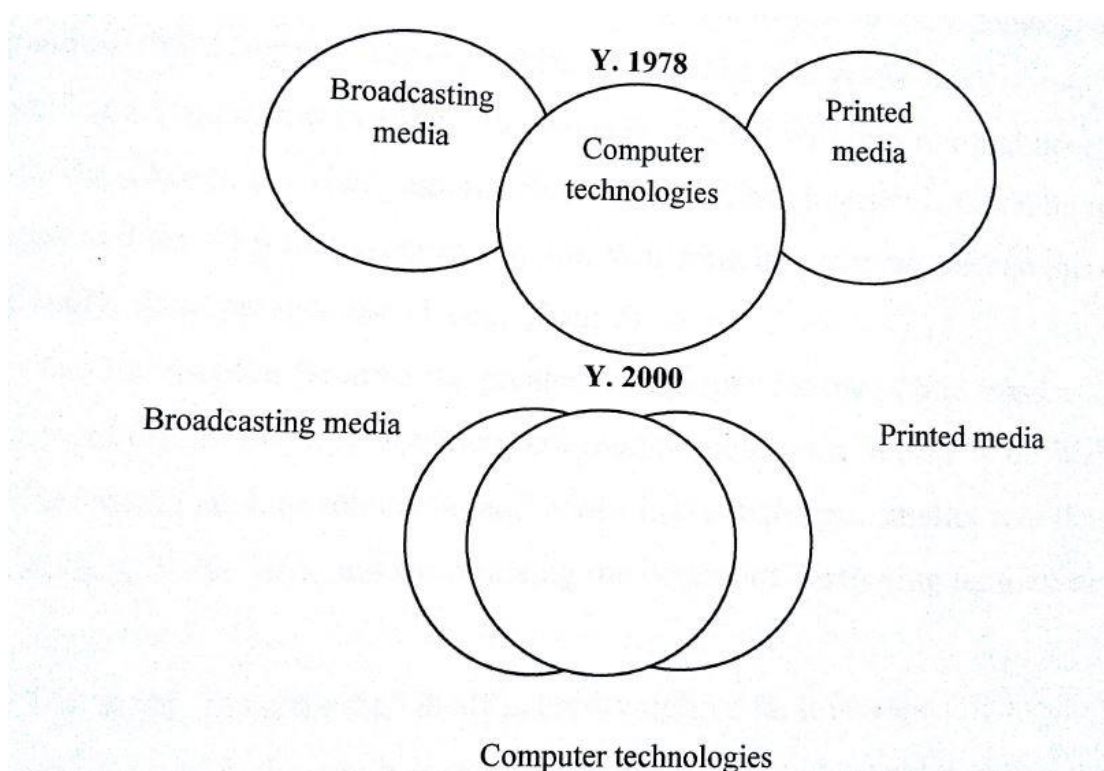 Y. 1978
Broadcasting
media
Computer
technologies
Printed
media
Y. 2000
Broadcasting media
Printed media
Computer technologies